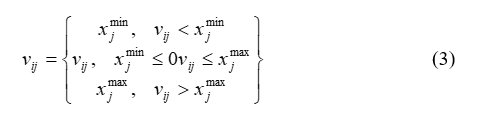 x_j^min, v_ij < x_j^min
v_ij = { v_ij, x_j^min ≤ 0v_ij ≤ x_j^max } (3)
x_j^max, v_ij > x_j^max